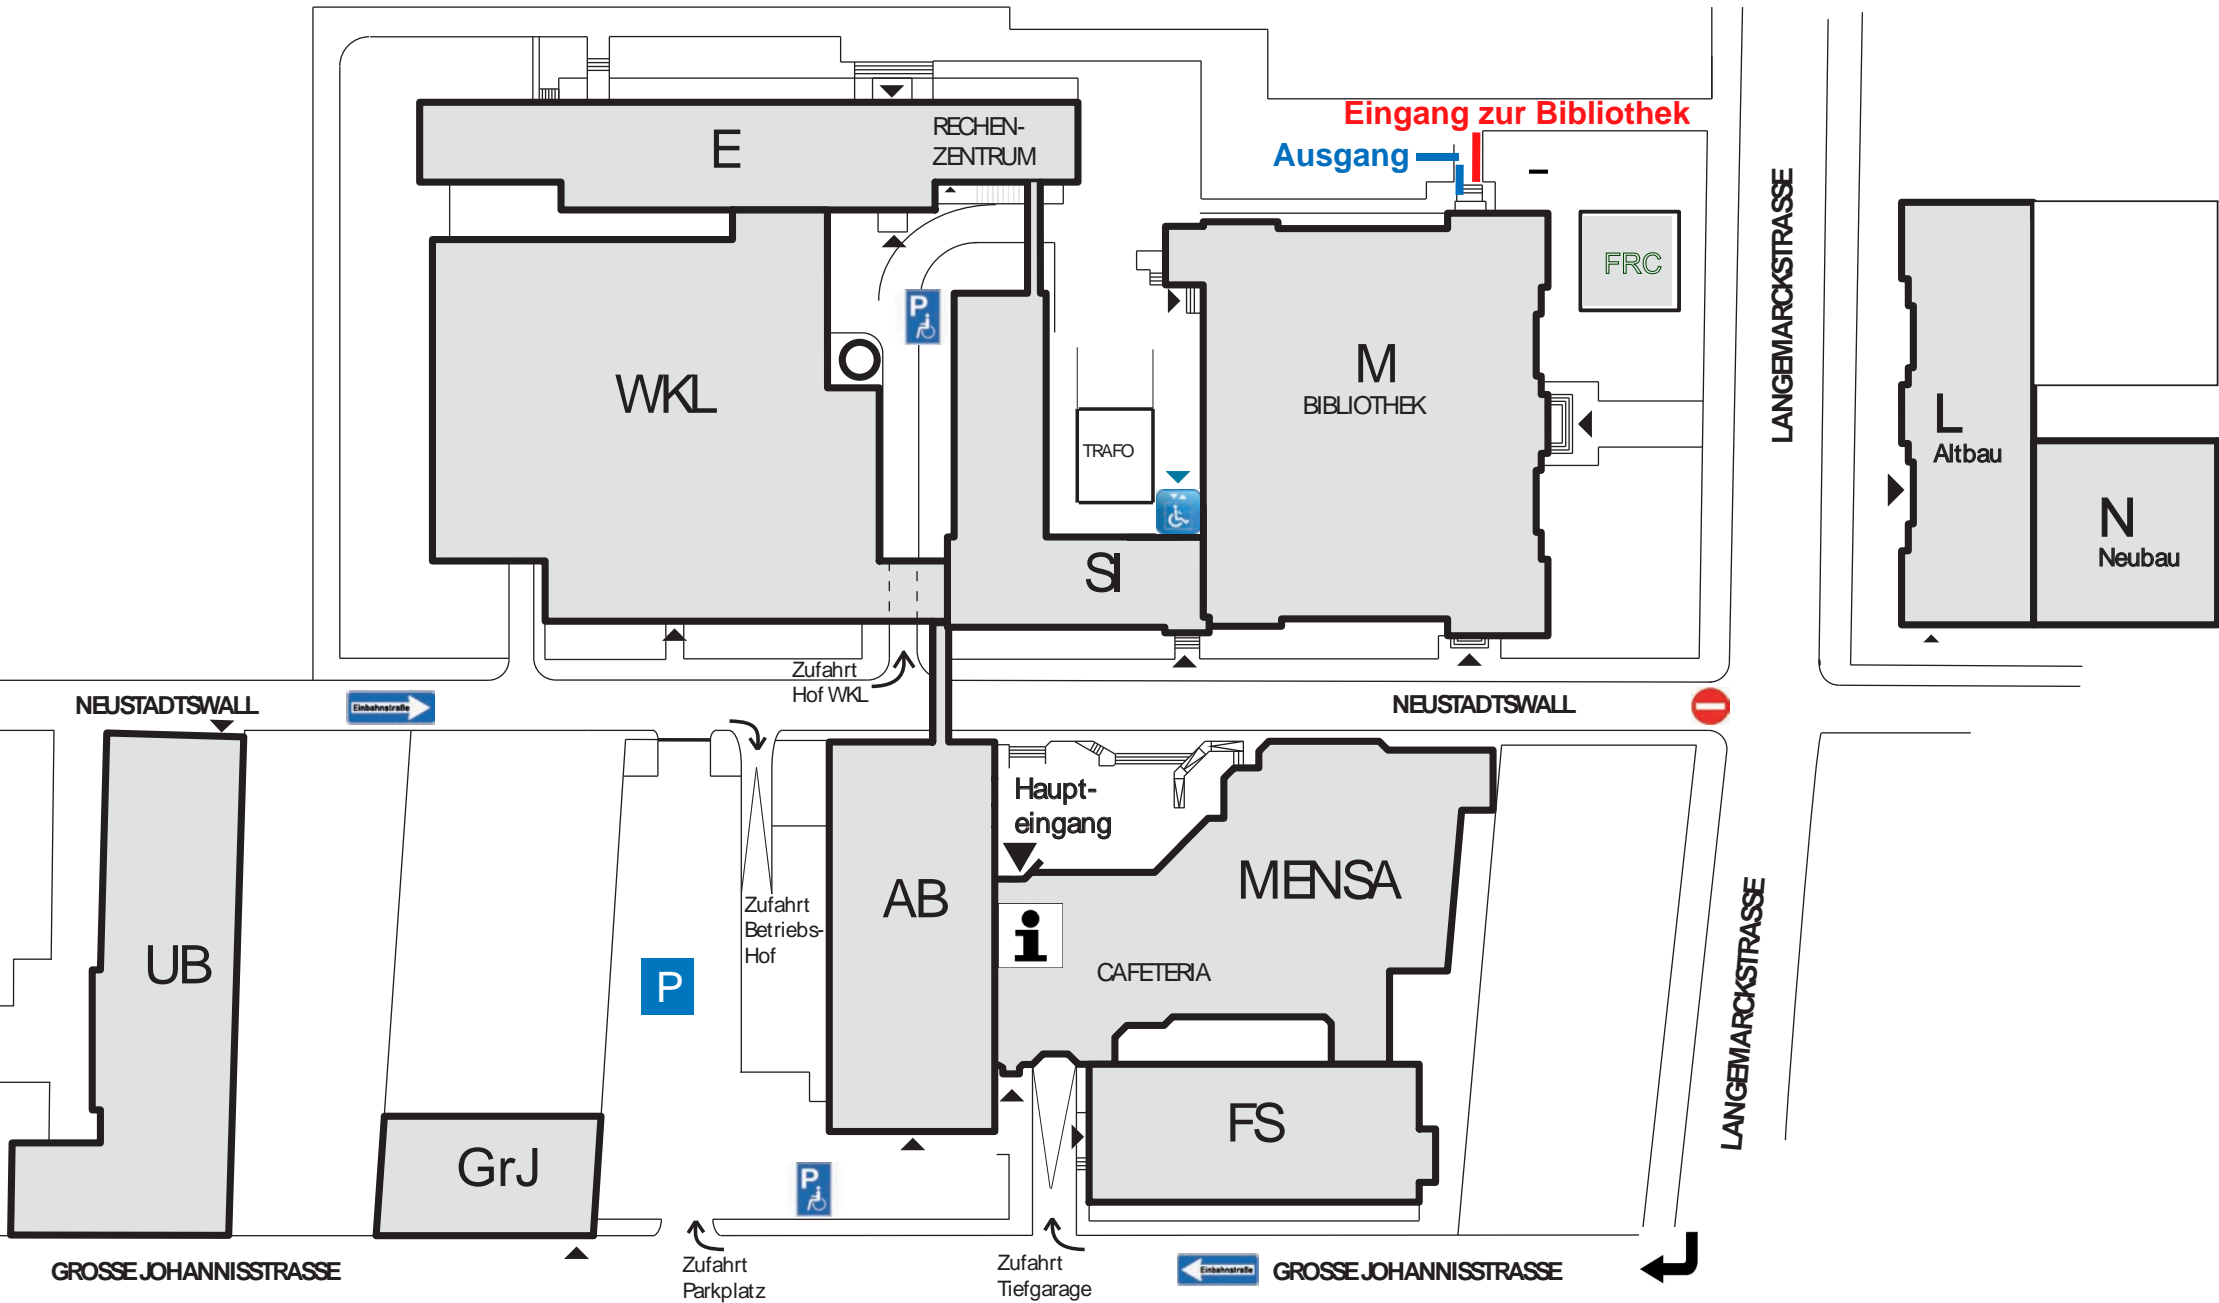 Eingang zur Bibliothek
Ausgang
E
RECHEN-
ZENTRUM
FRC
LANGEMARCKSTRASSE
P
WKL
M
BIBLIOTHEK
TRAFO
L
Altbau
N
Neubau
SI
Zufahrt
Hof WKL
NEUSTADTSWALL
Einbahnstraße
NEUSTADTSWALL
Haupt-
eingang
MENSA
AB
Zufahrt
Betriebs-
Hof
i
UB
P
CAFETERIA
LANGEMARCKSTRASSE
FS
GrJ
P
Zufahrt
Parkplatz
Zufahrt
Tiefgarage
GROSSE JOHANNISSTRASSE
Einbahnstraße
GROSSE JOHANNISSTRASSE